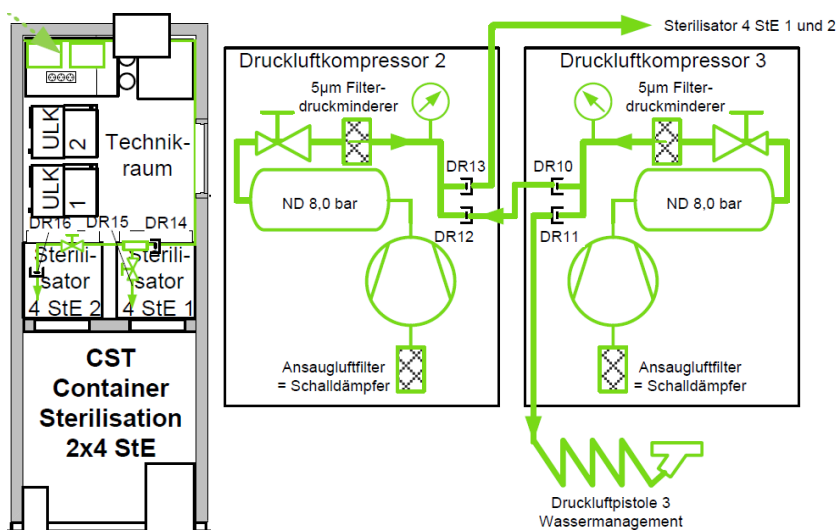 Sterilisator 4 StE 1 und 2
Druckluftkompressor 2
5µm Filter-
druckminderer
DR13
ND 8,0 bar
DR12
Ansaugluftfilter
= Schalldämpfer
Druckluftkompressor 3
5µm Filter-
druckminderer
DR10
ND 8,0 bar
DR11
Ansaugluftfilter
= Schalldämpfer
Druckluftpistole 3
Wassermanagement
ULK
2
Technik-
raum
ULK
1
DR16
DR15
DR14
Sterili-
sator
4 StE 2
Sterili-
sator
4 StE 1
CST
Container
Sterilisation
2x4 StE